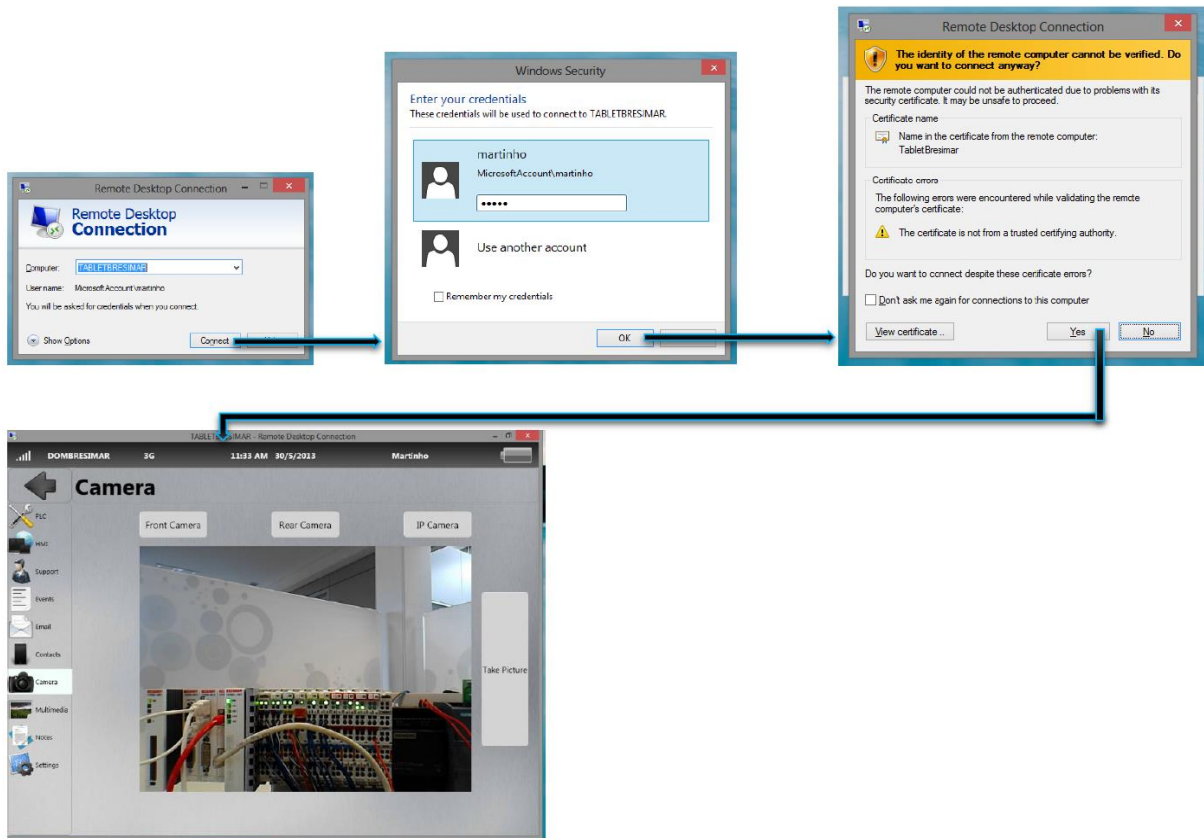 Remote Desktop Connection
Remote Desktop
Connection
Computer:
TABLETBRESIMAR
User name:
MicrosoftAccount\martinho
You will be asked for credentials when you connect.
Show Options
Connect
Windows Security
Enter your credentials
These credentials will be used to connect to TABLETBRESIMAR.
martinho
MicrosoftAccount\martinho
Use another account
Remember my credentials
OK
Remote Desktop Connection
The identity of the remote computer cannot be verified. Do
you want to connect anyway?
The remote computer could not be authenticated due to problems with its
security certificate. It may be unsafe to proceed.
Certificate name
Name in the certificate from the remote computer:
TabletBresimar
Certificate errors
The following errors were encountered while validating the remote
computer's certificate:
The certificate is not from a trusted certifying authority.
Do you want to connect despite these certificate errors?
Don't ask me again for connections to this computer
View certificate...
Yes
No
Remote Desktop Connection
DOMBRESIMAR 3G 11:33 AM 30/5/2013 Martinho
Camera
Front Camera
Rear Camera
IP Camera
Take Picture
PLC
Support
Events
Email
Contacts
Camera
Multimedia
Notes
Settings